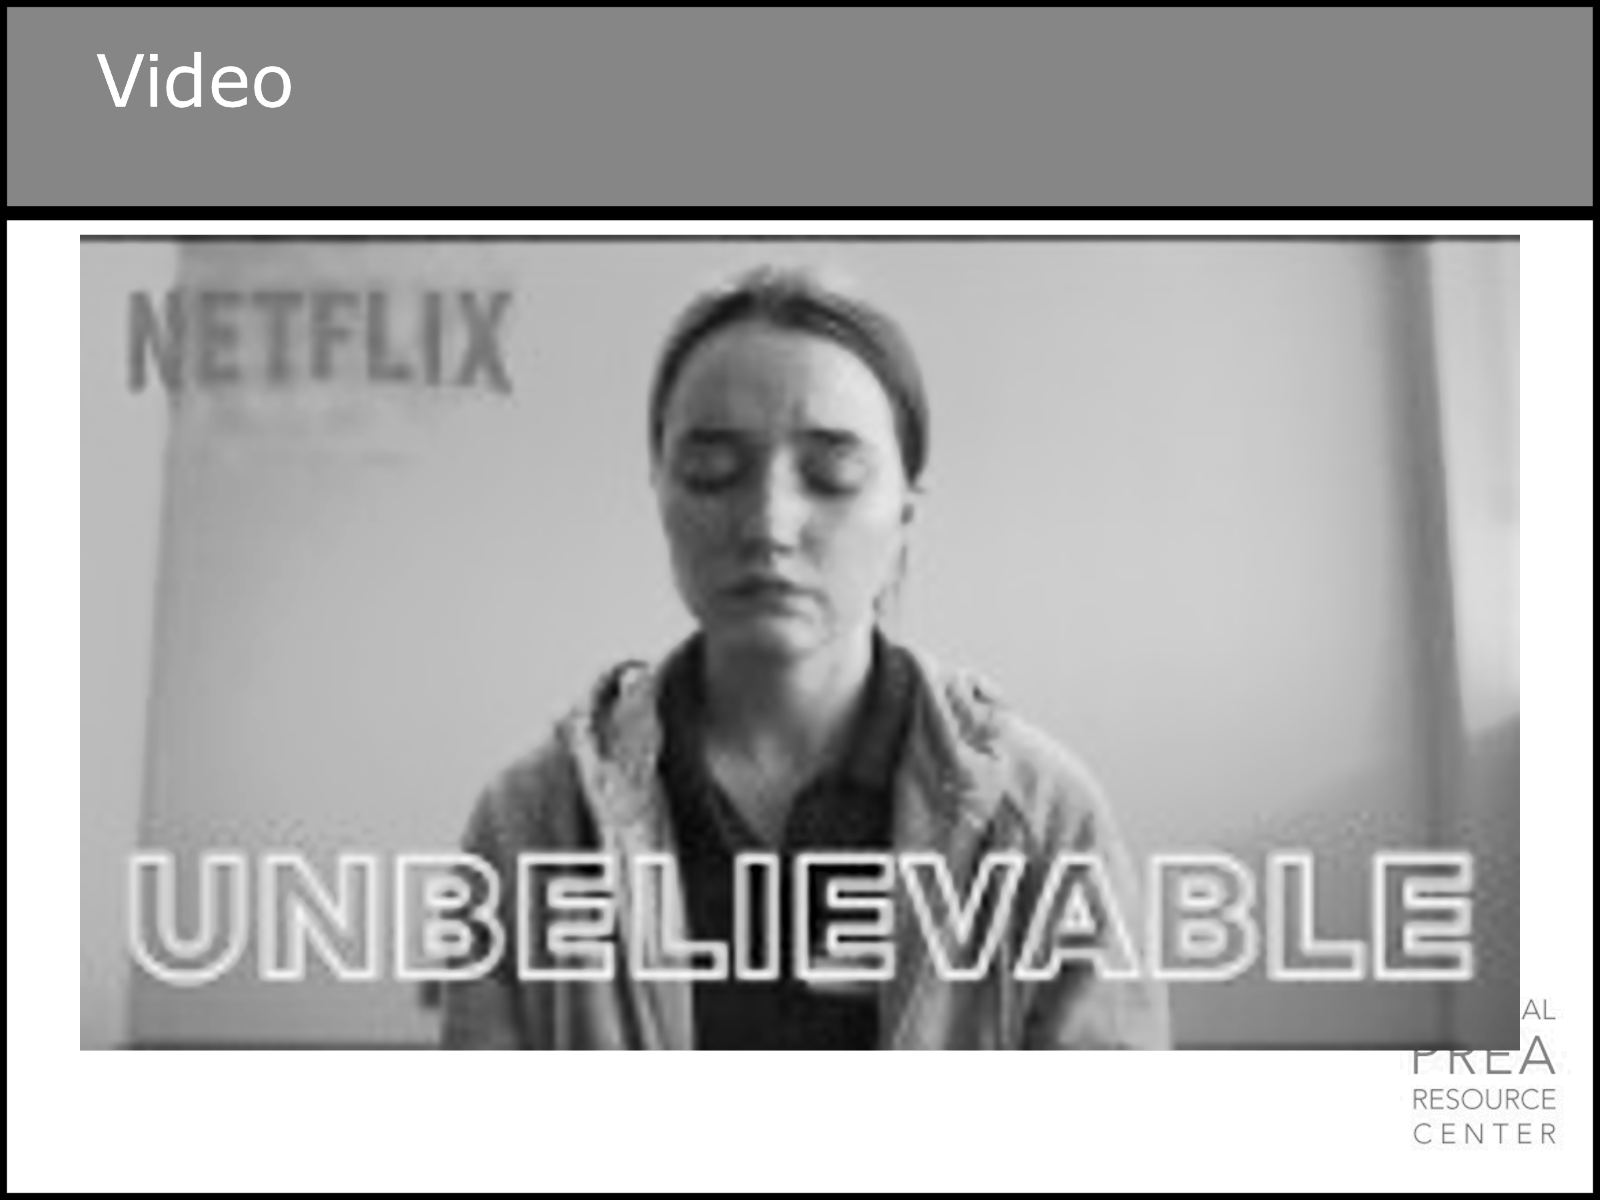 Video
NETFLIX
UNBELIEVABLE
AL
PREA
RESOURCE
CENTER